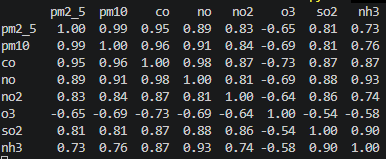 pm2_5 pm10 co no no2 o3 so2 nh3
pm2_5 1.00 0.99 0.95 0.89 0.83 -0.65 0.81 0.73
pm10 0.99 1.00 0.96 0.91 0.84 -0.69 0.81 0.76
co 0.95 0.96 1.00 0.98 0.87 -0.73 0.87 0.87
no 0.89 0.91 0.98 1.00 0.81 -0.69 0.88 0.93
no2 0.83 0.84 0.87 0.81 1.00 -0.64 0.86 0.74
o3 -0.65 -0.69 -0.73 -0.69 -0.64 1.00 -0.54 -0.58
so2 0.81 0.81 0.87 0.88 0.86 -0.54 1.00 0.90
nh3 0.73 0.76 0.87 0.93 0.74 -0.58 0.90 1.00